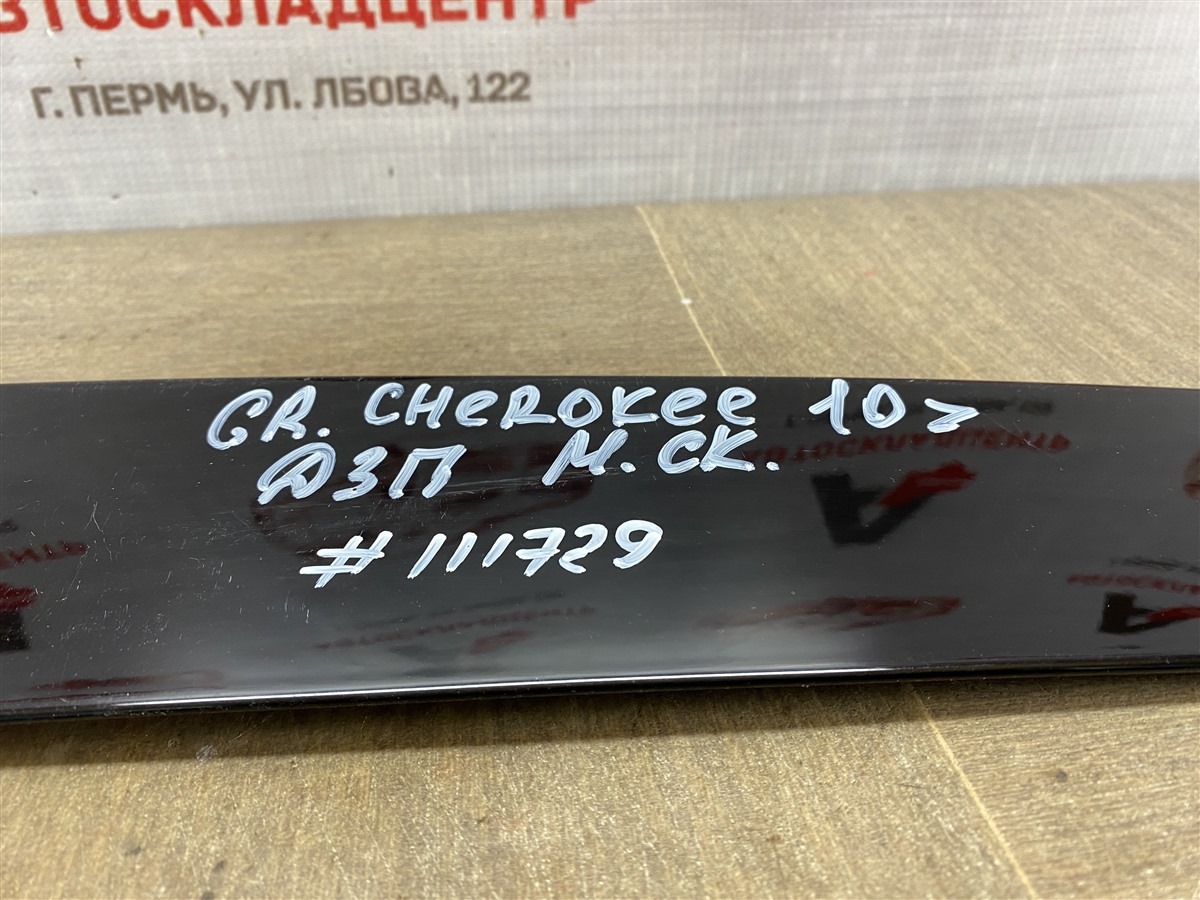 АВТОСКЛАДЦЕНТР
Г. ПЕРМЬ, УЛ. ЛБОВА, 122
GR. CHEROKEE 10>
ДЗП М.СК.
#111729